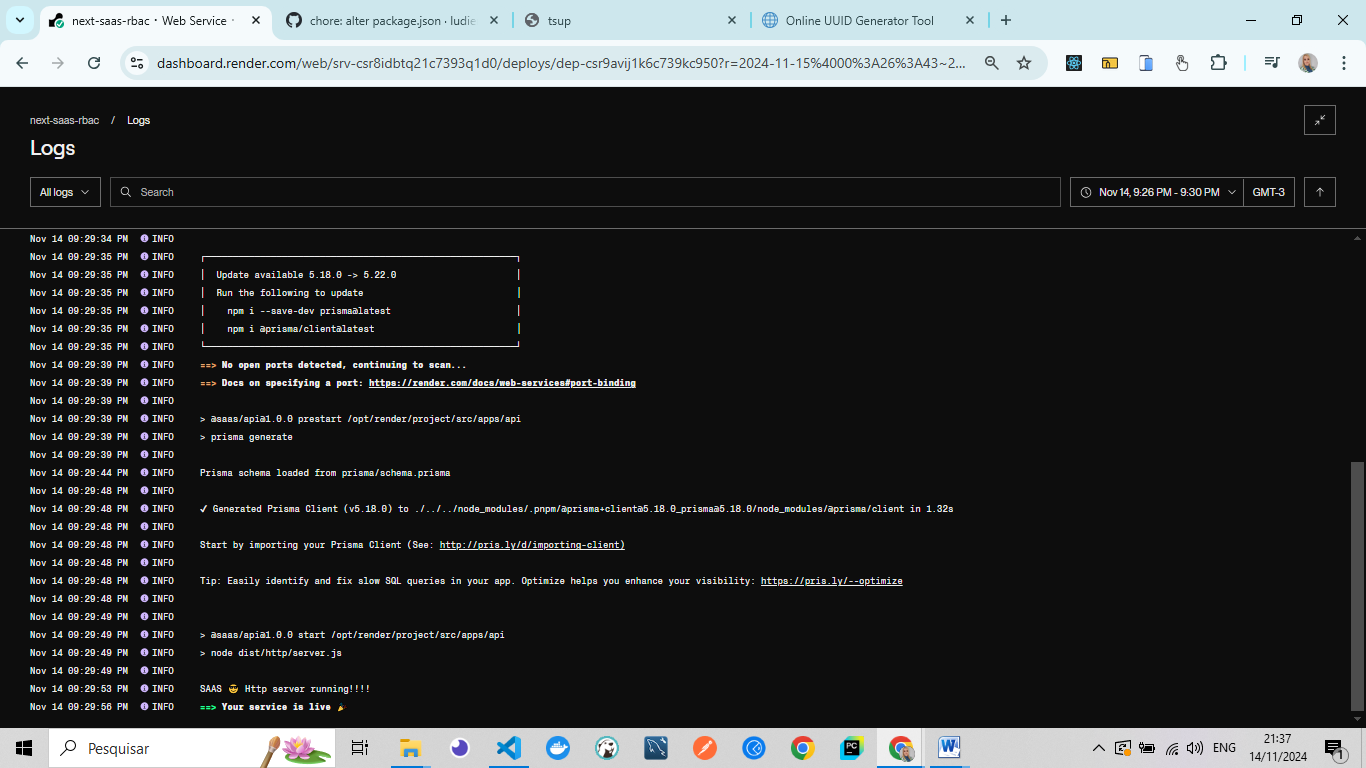 next-saas-rbac · Web Service ·
chore: alter package.json · ludie
tsup
Online UUID Generator Tool
dashboard.render.com/web/srv-csr8idbtq21c7393q1d0/deploys/dep-csr9avij1k6c739kc950?r=2024-11-15%4000%3A26%3A43~2...
next-saas-rbac / Logs
Logs
All logs
Search
Nov 14, 9:26 PM - 9:30 PM
GMT-3
Nov 14 09:29:34 PM INFO
Nov 14 09:29:35 PM INFO
Nov 14 09:29:35 PM INFO Update available 5.18.0 -> 5.22.0
Nov 14 09:29:35 PM INFO Run the following to update
Nov 14 09:29:35 PM INFO npm i --save-dev prisma@latest
Nov 14 09:29:35 PM INFO npm i @prisma/client@latest
Nov 14 09:29:35 PM INFO
Nov 14 09:29:39 PM INFO ==> No open ports detected, continuing to scan...
Nov 14 09:29:39 PM INFO ==> Docs on specifying a port: https://render.com/docs/web-services#port-binding
Nov 14 09:29:39 PM INFO
Nov 14 09:29:39 PM INFO > @saas/api@1.0.0 prestart /opt/render/project/src/apps/api
Nov 14 09:29:39 PM INFO > prisma generate
Nov 14 09:29:39 PM INFO
Nov 14 09:29:44 PM INFO Prisma schema loaded from prisma/schema.prisma
Nov 14 09:29:48 PM INFO
Nov 14 09:29:48 PM INFO ✔ Generated Prisma Client (v5.18.0) to ./../../node_modules/.pnpm/@prisma+client@5.18.0_prisma@5.18.0/node_modules/@prisma/client in 1.32s
Nov 14 09:29:48 PM INFO
Nov 14 09:29:48 PM INFO Start by importing your Prisma Client (See: http://pris.ly/d/importing-client)
Nov 14 09:29:48 PM INFO
Nov 14 09:29:48 PM INFO Tip: Easily identify and fix slow SQL queries in your app. Optimize helps you enhance your visibility: https://pris.ly/--optimize
Nov 14 09:29:48 PM INFO
Nov 14 09:29:49 PM INFO
Nov 14 09:29:49 PM INFO > @saas/api@1.0.0 start /opt/render/project/src/apps/api
Nov 14 09:29:49 PM INFO > node dist/http/server.js
Nov 14 09:29:49 PM INFO
Nov 14 09:29:53 PM INFO SAAS 😎 Http server running!!!!
Nov 14 09:29:56 PM INFO ==> Your service is live 🎉
Pesquisar
PC
W
ENG
21:37
14/11/2024
1